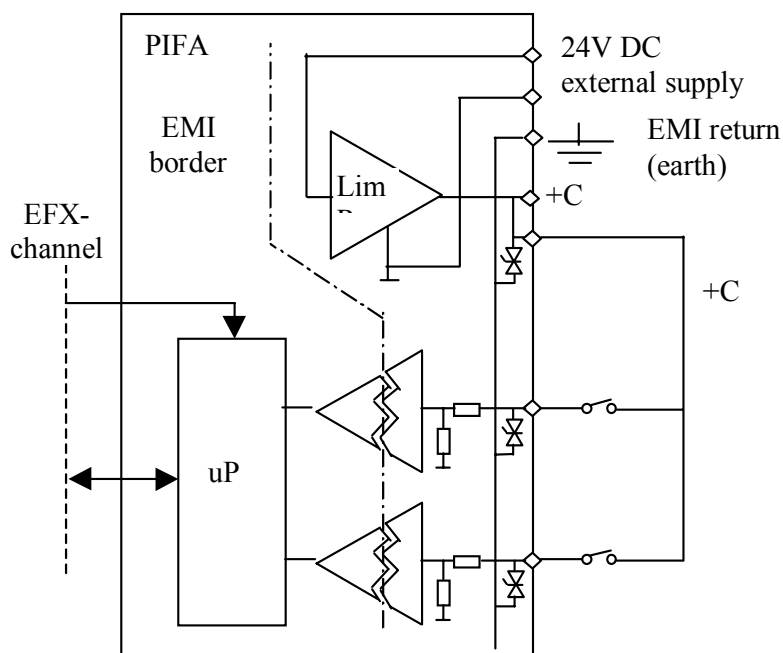 PIFA
24V DC
external supply
EMI
border
EMI return
(earth)
Lim
+C
EFX-
channel
+C
uP